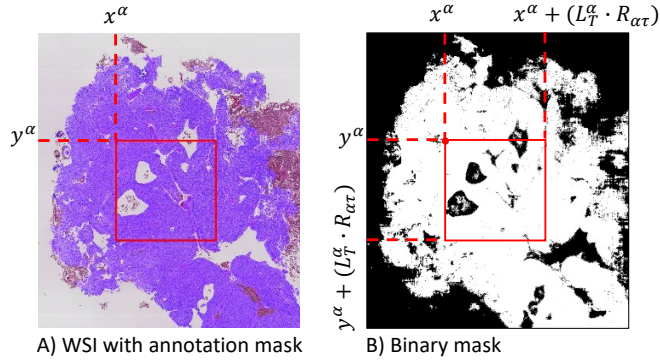 x^α
x^α
x^α + (L_T^α · R_ατ)
y^α
y^α
y^α + (L_T^α · R_ατ)
A) WSI with annotation mask
B) Binary mask